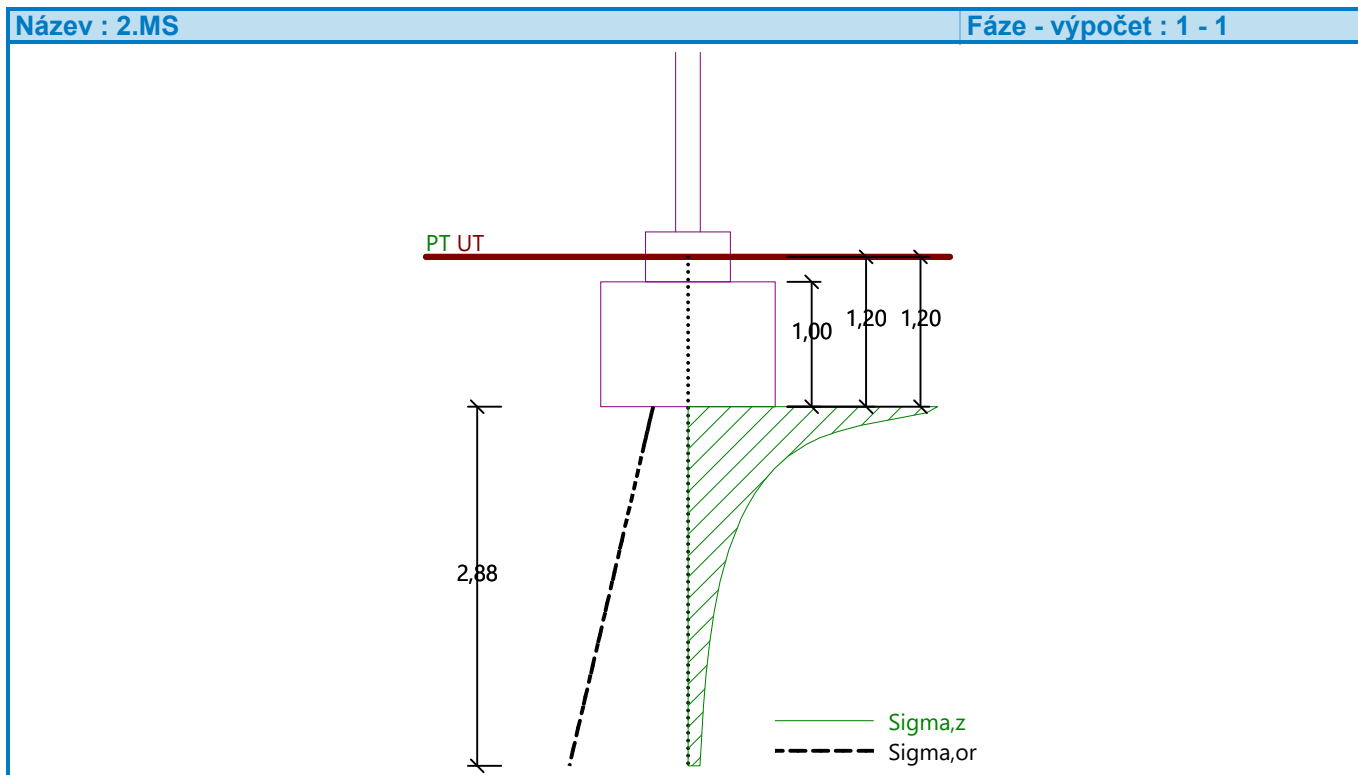 Název : 2.MS
Fáze - výpočet : 1 - 1
PT UT
1,00
1,20
1,20
2,88
Sigma,z
Sigma,or